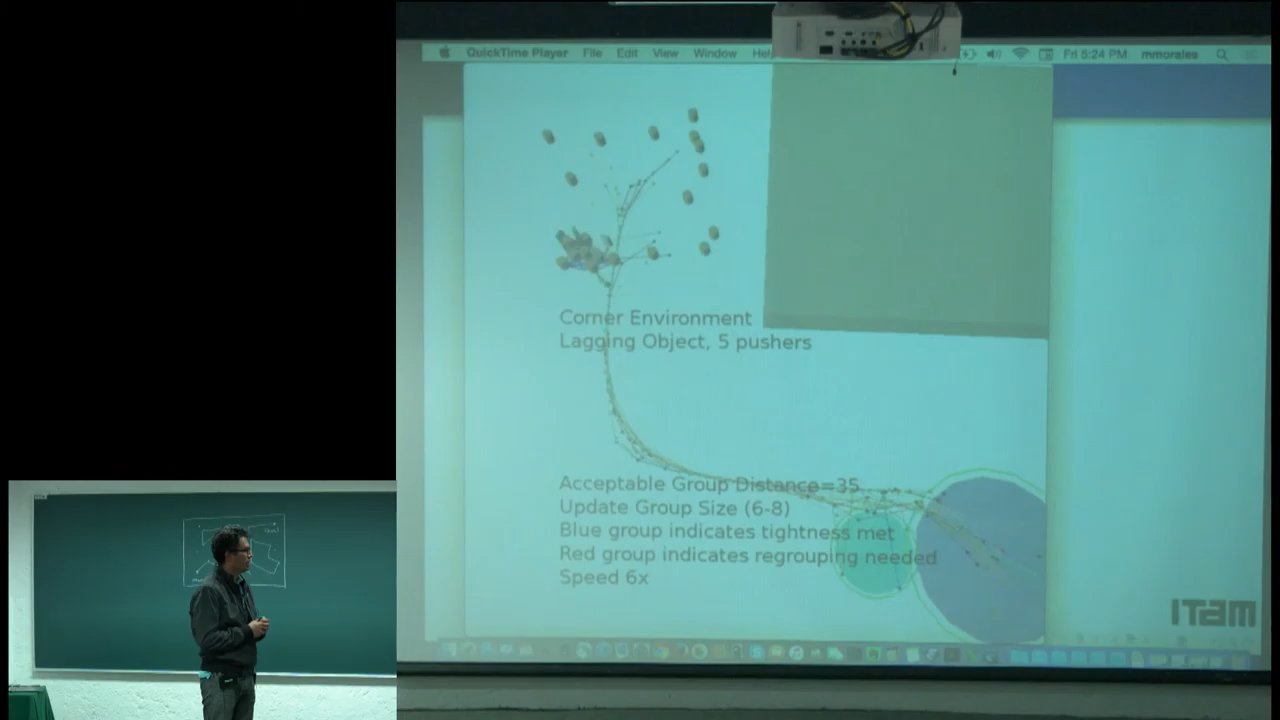 QuickTime Player File Edit View Window Hel Fri 5:24 PM mmorales
Corner Environment
Lagging Object, 5 pushers
Acceptable Group Distance=35
Update Group Size (6-8)
Blue group indicates tightness met
Red group indicates regrouping needed
Speed 6x
ITAM